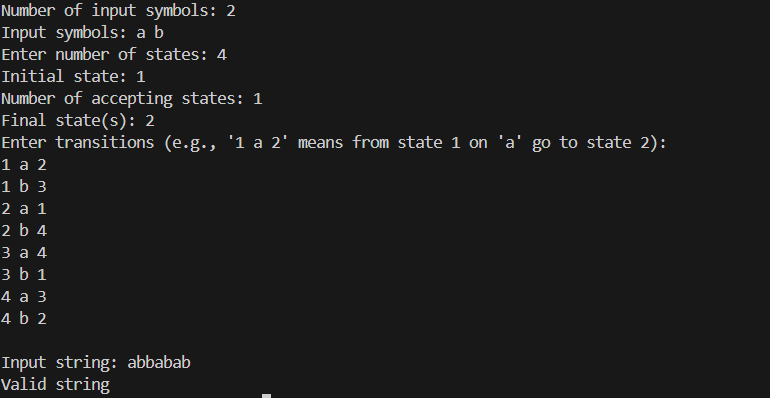 Number of input symbols: 2
Input symbols: a b
Enter number of states: 4
Initial state: 1
Number of accepting states: 1
Final state(s): 2
Enter transitions (e.g., '1 a 2' means from state 1 on 'a' go to state 2):
1 a 2
1 b 3
2 a 1
2 b 4
3 a 4
3 b 1
4 a 3
4 b 2
Input string: abbabab
Valid string